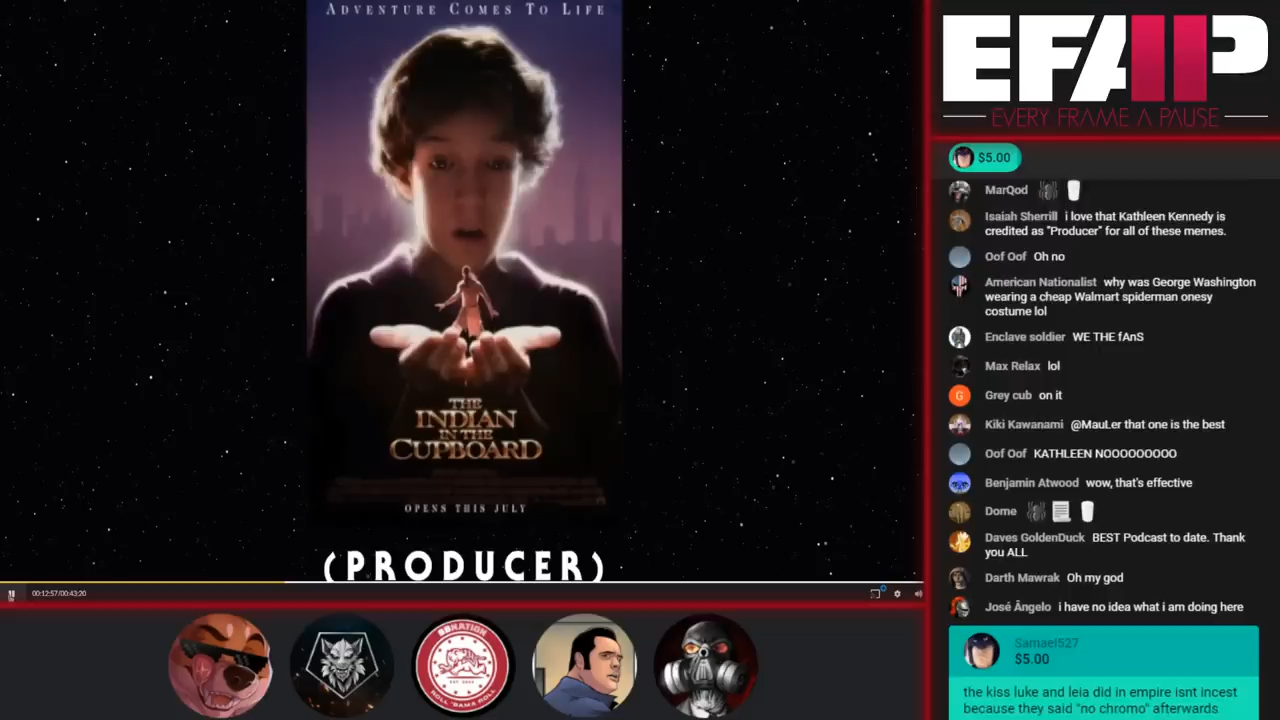 ADVENTURE COMES TO LIFE
THE
INDIAN
IN THE
CUPBOARD
OPENS THIS JULY
(PRODUCER)
00:12:57/00:43:20
BBNATION
ROLL 'BAMA ROLL
EFAP
EVERY FRAME A PAUSE
$5.00
MarQod
Isaiah Sherrill i love that Kathleen Kennedy is
credited as "Producer" for all of these memes.
Oof Oof Oh no
American Nationalist why was George Washington
wearing a cheap Walmart spiderman onesy
costume lol
Enclave soldier WE THE fAnS
Max Relax lol
G Grey cub on it
Kiki Kawanami @MauLer that one is the best
Oof Oof KATHLEEN NOOOOOOOOO
Benjamin Atwood wow, that's effective
Dome
Daves GoldenDuck BEST Podcast to date. Thank
you ALL
Darth Mawrak Oh my god
José Ângelo i have no idea what i am doing here
Samael527
$5.00
the kiss luke and leia did in empire isnt incest
because they said "no chromo" afterwards